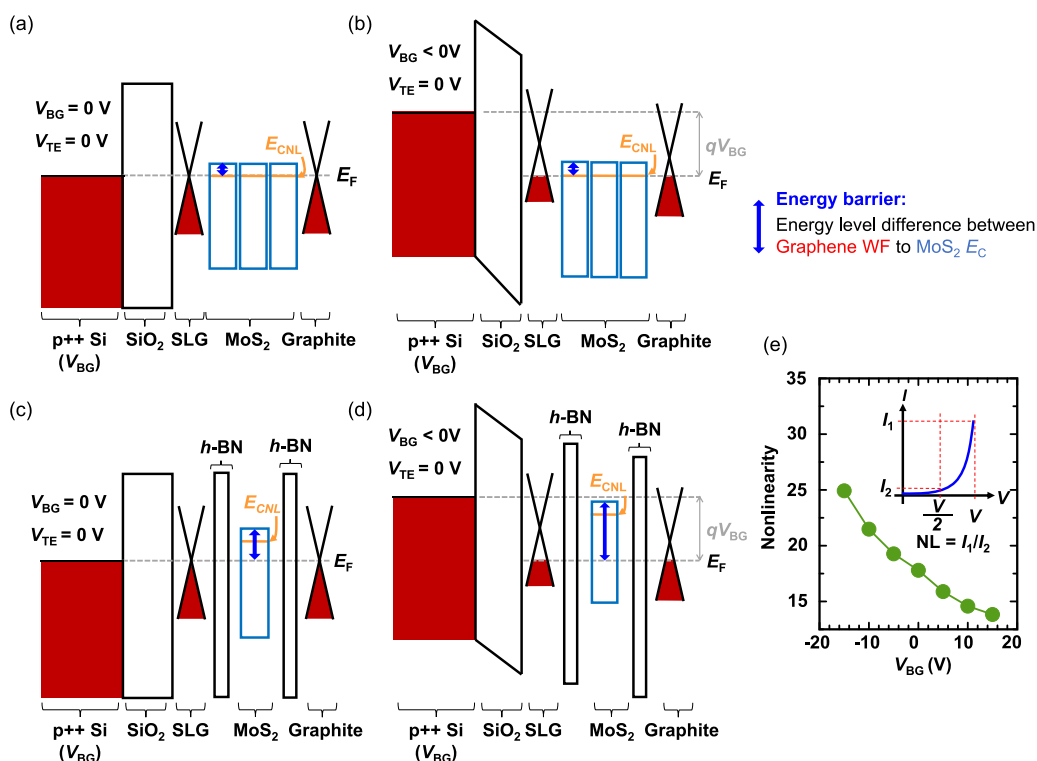 (a)
V_BG = 0 V
V_TE = 0 V
E_CNL
E_F
p++ Si
(V_BG)
SiO₂
SLG
MoS₂
Graphite
(b)
V_BG < 0V
V_TE = 0 V
E_CNL
qV_BG
E_F
p++ Si
(V_BG)
SiO₂
SLG
MoS₂
Graphite
Energy barrier:
Energy level difference between
Graphene WF to MoS₂ E_C
(c)
h-BN
h-BN
V_BG = 0 V
V_TE = 0 V
E_CNL
E_F
p++ Si
(V_BG)
SiO₂
SLG
MoS₂
Graphite
(d)
h-BN
h-BN
V_BG < 0V
V_TE = 0 V
E_CNL
qV_BG
E_F
p++ Si
(V_BG)
SiO₂
SLG
MoS₂
Graphite
(e)
Nonlinearity
35
30
25
20
15
I
I₁
I₂
V/2
V
V
NL = I₁/I₂
-20
-10
0
10
20
V_BG (V)